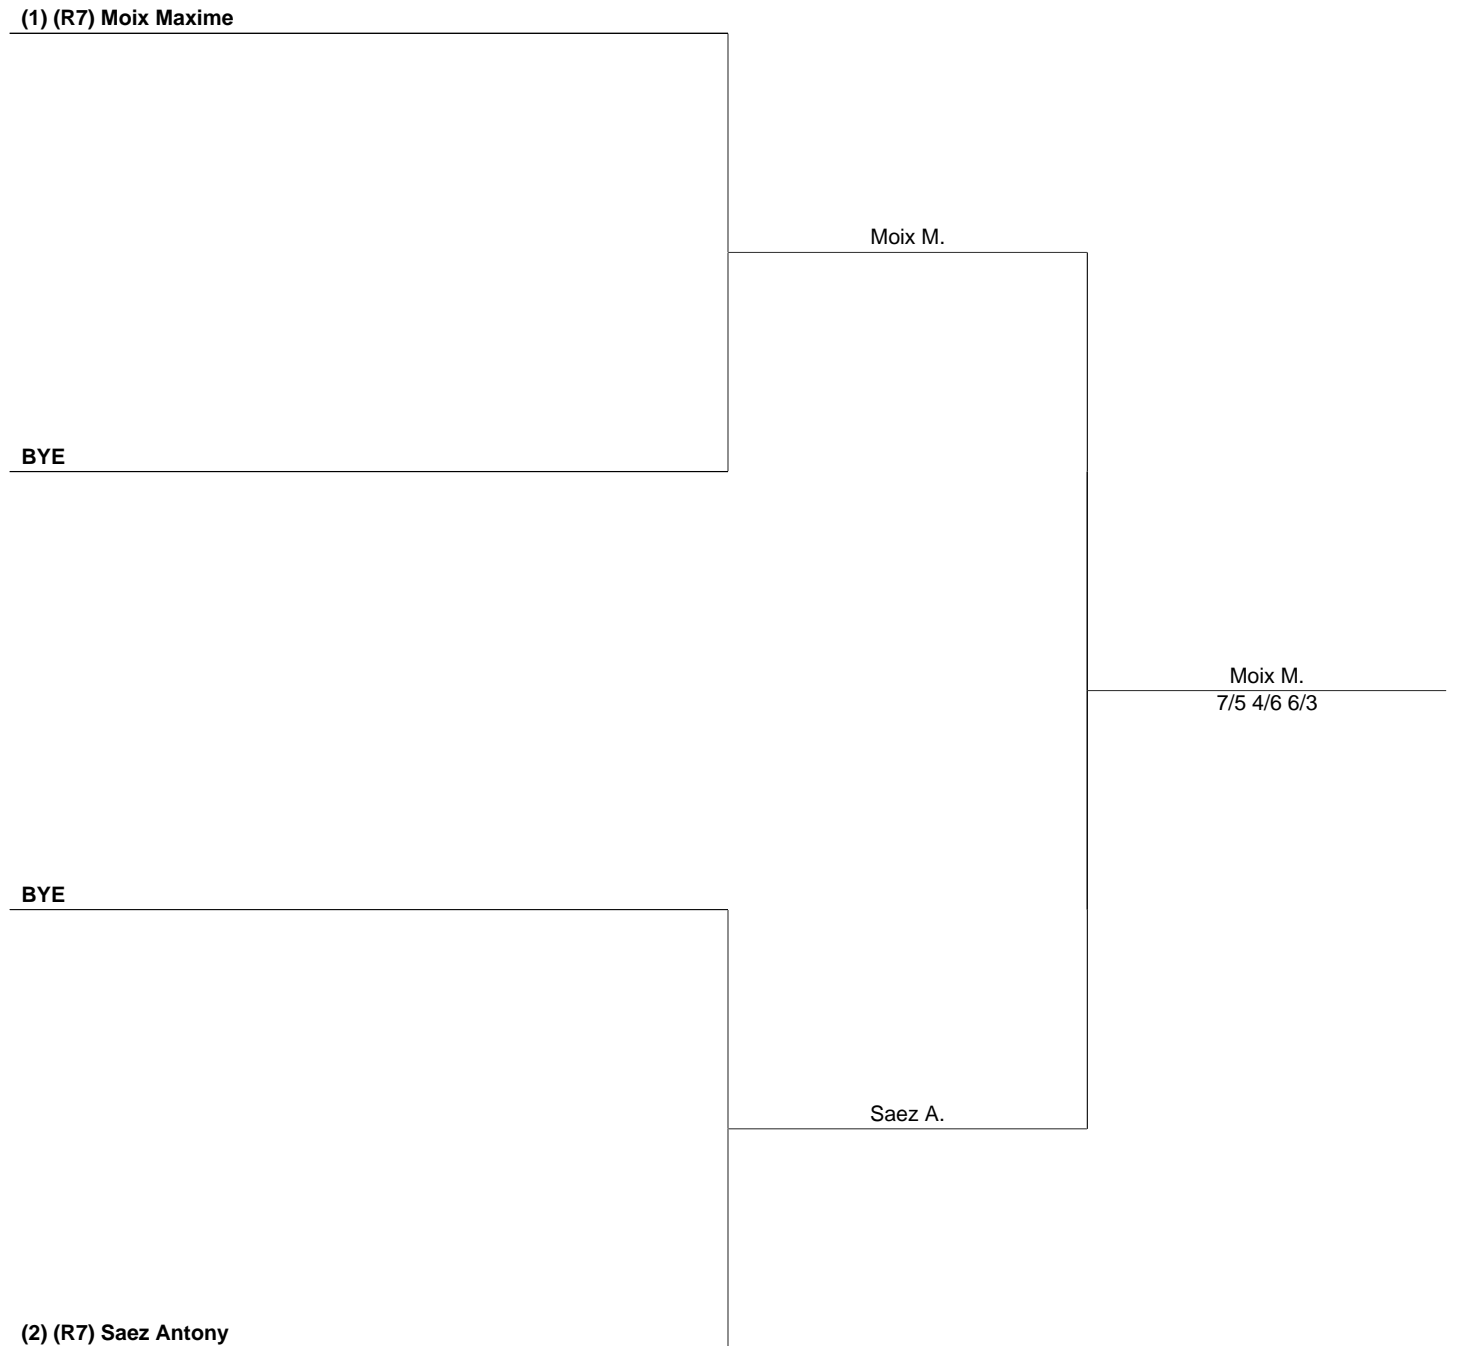 (1) (R7) Moix Maxime
Moix M.
BYE
Moix M.
7/5 4/6 6/3
BYE
Saez A.
(2) (R7) Saez Antony